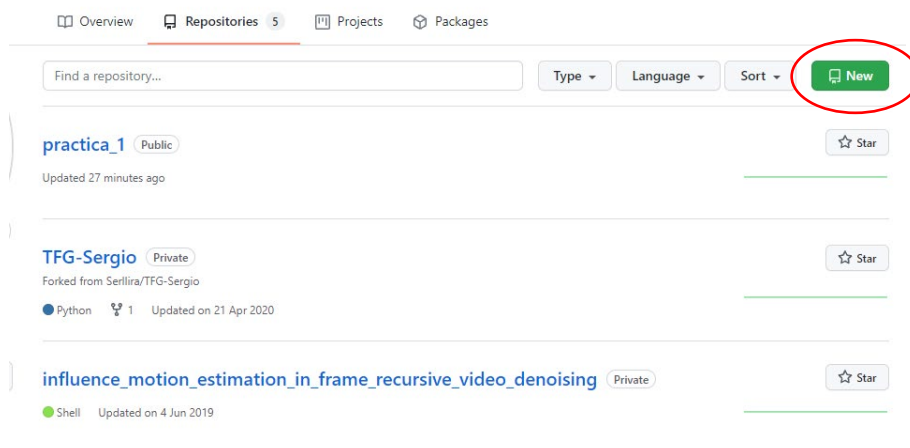 Overview Repositories 5 Projects Packages
Find a repository... Type Language Sort New
practica_1 Public Star
Updated 27 minutes ago
TFG-Sergio Private Star
Forked from Serllira/TFG-Sergio
Python 1 Updated on 21 Apr 2020
influence_motion_estimation_in_frame_recursive_video_denoising Private Star
Shell Updated on 4 Jun 2019